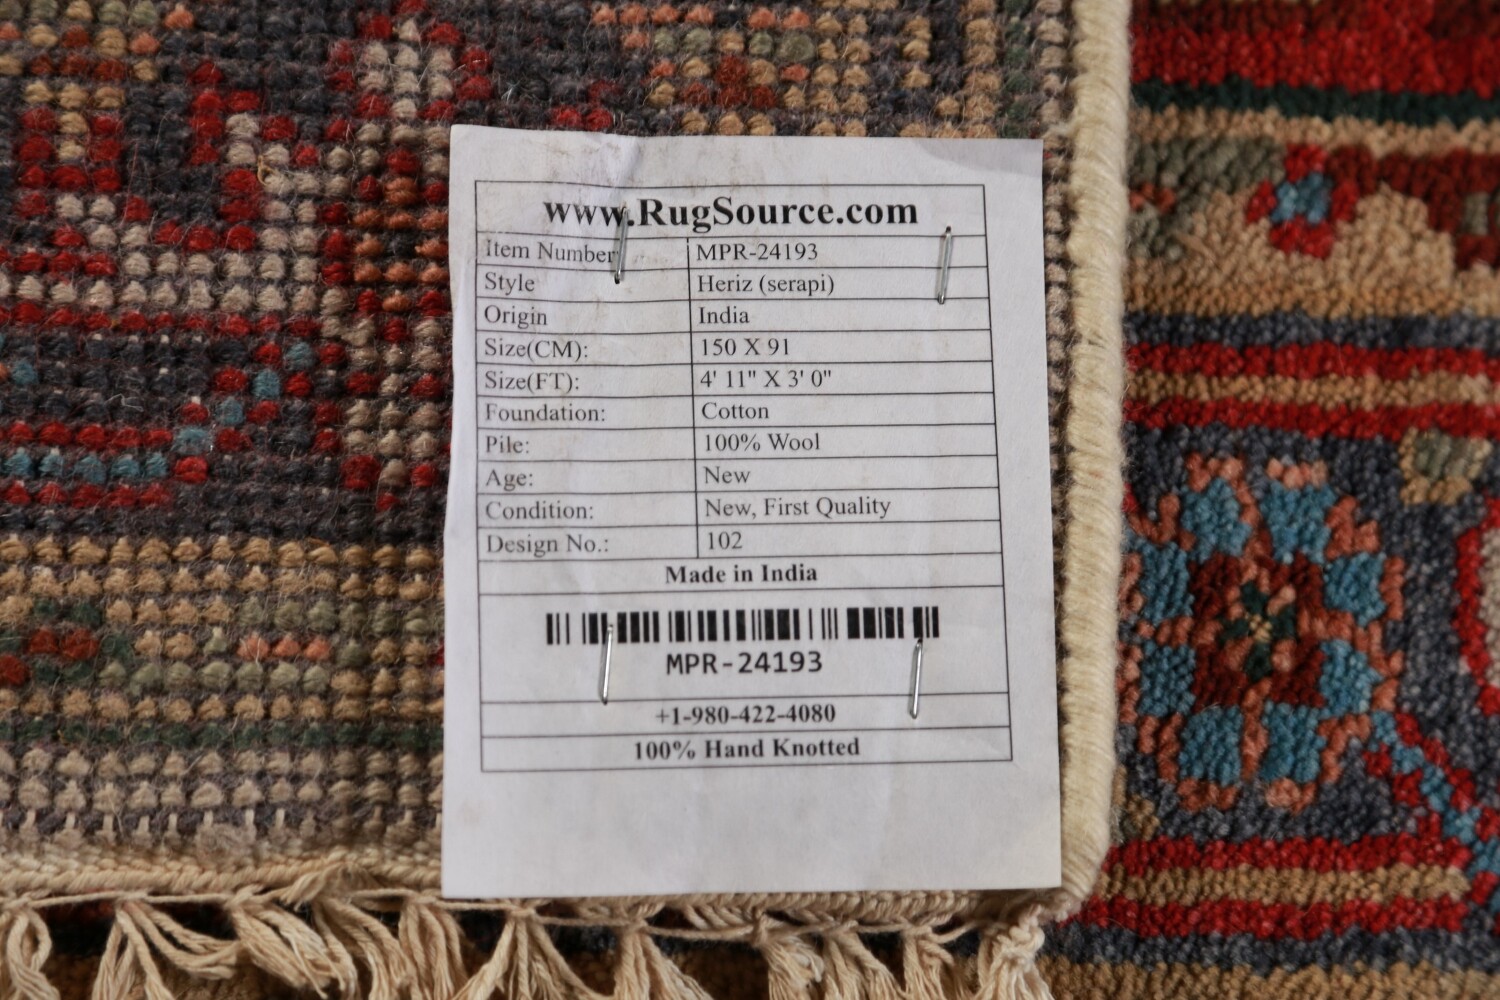 www.RugSource.com
Item Number MPR-24193
Style Heriz (serapi)
Origin India
Size(CM): 150 X 91
Size(FT): 4' 11" X 3' 0"
Foundation: Cotton
Pile: 100% Wool
Age: New
Condition: New, First Quality
Design No.: 102
Made in India
MPR-24193
+1-980-422-4080
100% Hand Knotted